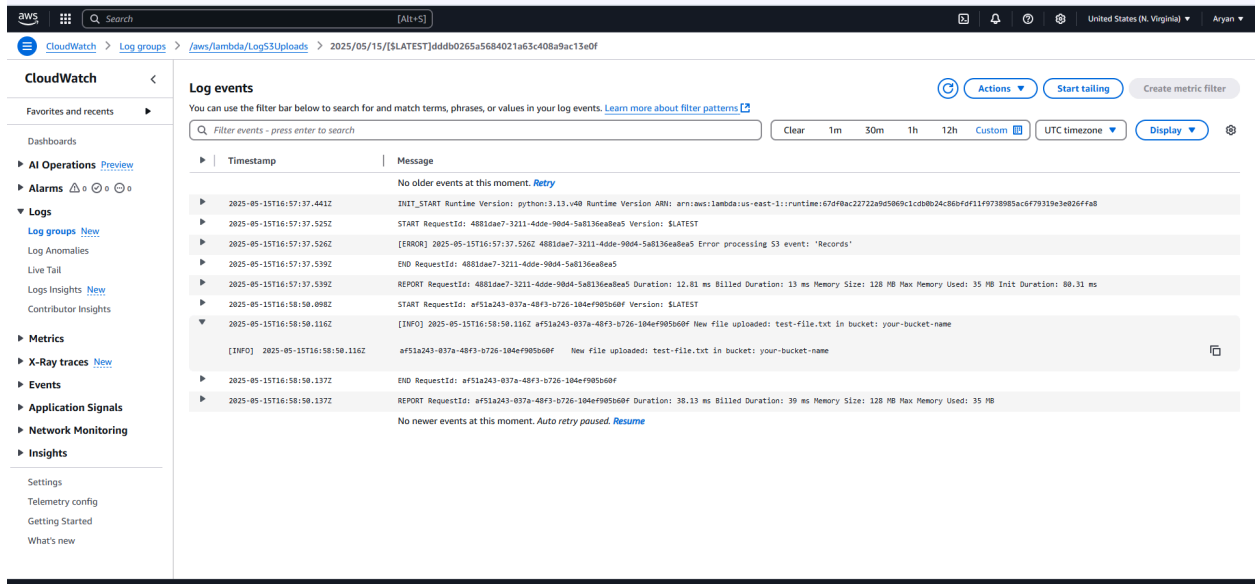 aws
Search [Alt+S]
United States (N. Virginia) Aryan
CloudWatch > Log groups > /aws/lambda/LogS3Uploads > 2025/05/15/[$LATEST]dddb0265a5684021a63c408a9ac13e0f
CloudWatch
Favorites and recents
Dashboards
AI Operations Preview
Alarms 0 0 0
Logs
Log groups New
Log Anomalies
Live Tail
Logs Insights New
Contributor Insights
Metrics
X-Ray traces New
Events
Application Signals
Network Monitoring
Insights
Settings
Telemetry config
Getting Started
What's new
Log events
Actions Start tailing Create metric filter
You can use the filter bar below to search for and match terms, phrases, or values in your log events. Learn more about filter patterns
Filter events - press enter to search
Clear 1m 30m 1h 12h Custom UTC timezone Display
Timestamp Message
No older events at this moment. Retry
2025-05-15T16:57:37.441Z INIT_START Runtime Version: python:3.13.v40 Runtime Version ARN: arn:aws:lambda:us-east-1::runtime:67df0ac22722a9d5069c1cdb0b24c86bfdf11f9738985ac6f79319e3e026ffa8
2025-05-15T16:57:37.525Z START RequestId: 4881dae7-3211-4dde-90d4-5a8136ea8ea5 Version: $LATEST
2025-05-15T16:57:37.526Z [ERROR] 2025-05-15T16:57:37.526Z 4881dae7-3211-4dde-90d4-5a8136ea8ea5 Error processing S3 event: 'Records'
2025-05-15T16:57:37.539Z END RequestId: 4881dae7-3211-4dde-90d4-5a8136ea8ea5
2025-05-15T16:57:37.539Z REPORT RequestId: 4881dae7-3211-4dde-90d4-5a8136ea8ea5 Duration: 12.81 ms Billed Duration: 13 ms Memory Size: 128 MB Max Memory Used: 35 MB Init Duration: 80.31 ms
2025-05-15T16:58:50.098Z START RequestId: af51a243-037a-48f3-b726-104ef905b60f Version: $LATEST
2025-05-15T16:58:50.116Z [INFO] 2025-05-15T16:58:50.116Z af51a243-037a-48f3-b726-104ef905b60f New file uploaded: test-file.txt in bucket: your-bucket-name
[INFO] 2025-05-15T16:58:50.116Z af51a243-037a-48f3-b726-104ef905b60f New file uploaded: test-file.txt in bucket: your-bucket-name
2025-05-15T16:58:50.137Z END RequestId: af51a243-037a-48f3-b726-104ef905b60f
2025-05-15T16:58:50.137Z REPORT RequestId: af51a243-037a-48f3-b726-104ef905b60f Duration: 38.13 ms Billed Duration: 39 ms Memory Size: 128 MB Max Memory Used: 35 MB
No newer events at this moment. Auto retry paused. Resume